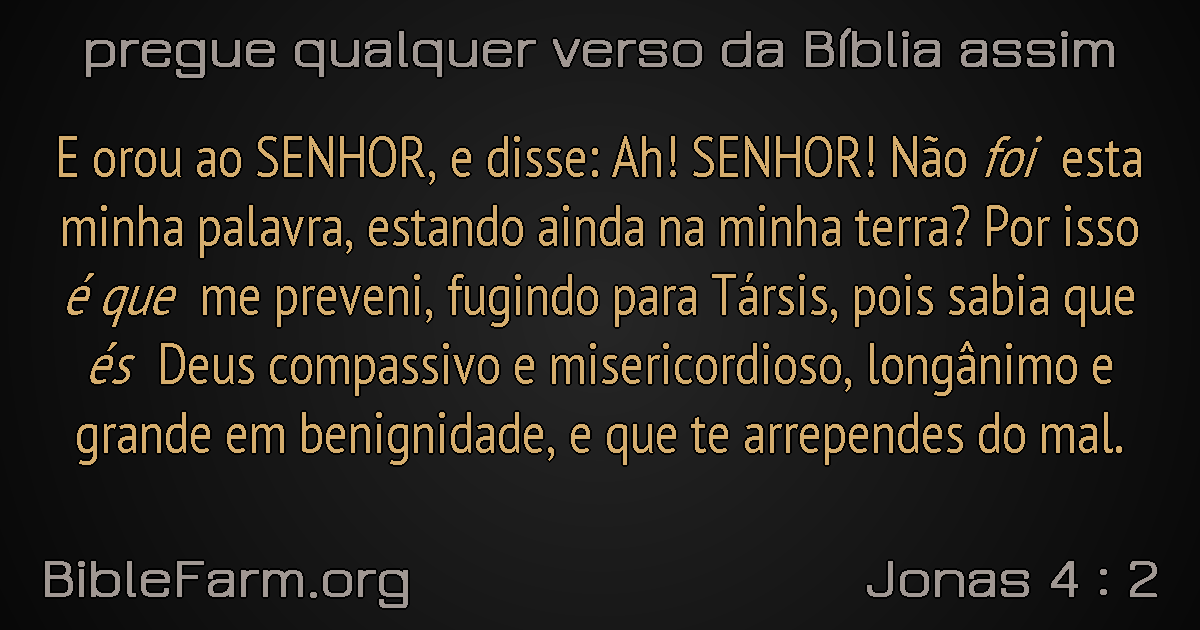 pregue qualquer verso da Bíblia assim
E orou ao SENHOR, e disse: Ah! SENHOR! Não foi esta
minha palavra, estando ainda na minha terra? Por isso
é que me preveni, fugindo para Társis, pois sabia que
és Deus compassivo e misericordioso, longânimo e
grande em benignidade, e que te arrependes do mal.
BibleFarm.org
Jonas 4 : 2